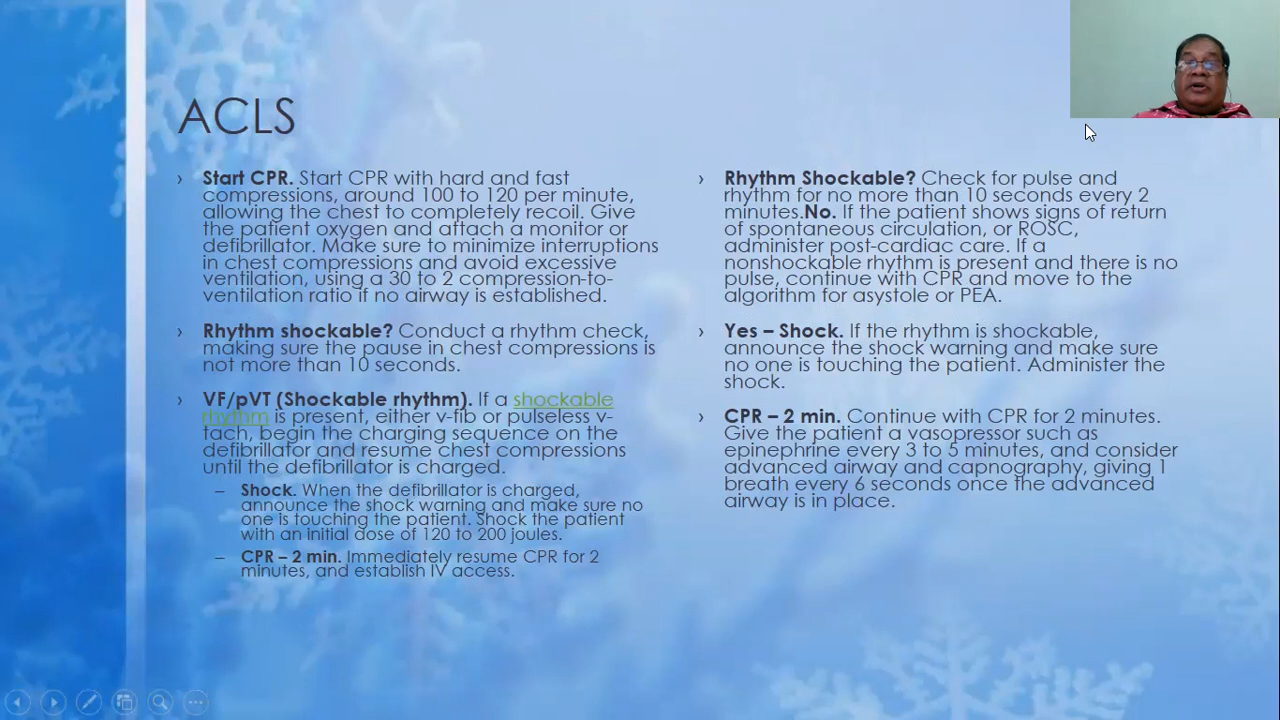 ACLS
› Start CPR. Start CPR with hard and fast
compressions, around 100 to 120 per minute,
allowing the chest to completely recoil. Give
the patient oxygen and attach a monitor or
defibrillator. Make sure to minimize interruptions
in chest compressions and avoid excessive
ventilation, using a 30 to 2 compression-to-
ventilation ratio if no airway is established.
› Rhythm shockable? Conduct a rhythm check,
making sure the pause in chest compressions is
not more than 10 seconds.
› VF/pVT (Shockable rhythm). If a shockable
rhythm is present, either v-fib or pulseless v-
tach, begin the charging sequence on the
defibrillator and resume chest compressions
until the defibrillator is charged.
– Shock. When the defibrillator is charged,
announce the shock warning and make sure no
one is touching the patient. Shock the patient
with an initial dose of 120 to 200 joules.
– CPR – 2 min. Immediately resume CPR for 2
minutes, and establish IV access.
› Rhythm Shockable? Check for pulse and
rhythm for no more than 10 seconds every 2
minutes.No. If the patient shows signs of return
of spontaneous circulation, or ROSC,
administer post-cardiac care. If a
nonshockable rhythm is present and there is no
pulse, continue with CPR and move to the
algorithm for asystole or PEA.
› Yes – Shock. If the rhythm is shockable,
announce the shock warning and make sure
no one is touching the patient. Administer the
shock.
› CPR – 2 min. Continue with CPR for 2 minutes.
Give the patient a vasopressor such as
epinephrine every 3 to 5 minutes, and consider
advanced airway and capnography, giving 1
breath every 6 seconds once the advanced
airway is in place.